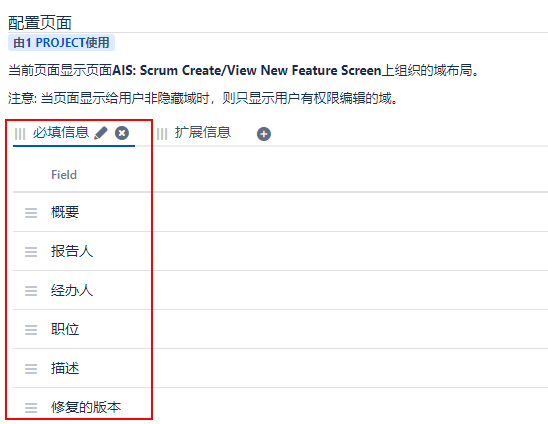 配置页面
由1 PROJECT使用
当前页面显示页面AIS: Scrum Create/View New Feature Screen上组织的域布局。
注意: 当页面显示给用户非隐藏域时，则只显示用户有权限编辑的域。
必填信息 扩展信息
Field
概要
报告人
经办人
职位
描述
修复的版本